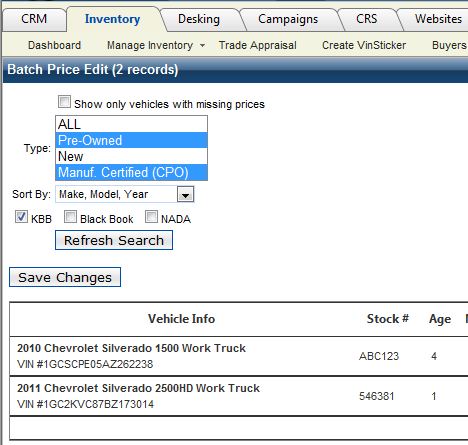 CRM Inventory Desking Campaigns CRS Websites
Dashboard Manage Inventory Trade Appraisal Create VinSticker Buyers
Batch Price Edit (2 records)
Show only vehicles with missing prices
ALL
Type: Pre-Owned
New
Manuf. Certified (CPO)
Sort By: Make, Model, Year
KBB Black Book NADA
Refresh Search
Save Changes
Vehicle Info Stock # Age
2010 Chevrolet Silverado 1500 Work Truck
VIN #1GCSCPE05AZ262238 ABC123 4
2011 Chevrolet Silverado 2500HD Work Truck
VIN #1GC2KVC87BZ173014 546381 1